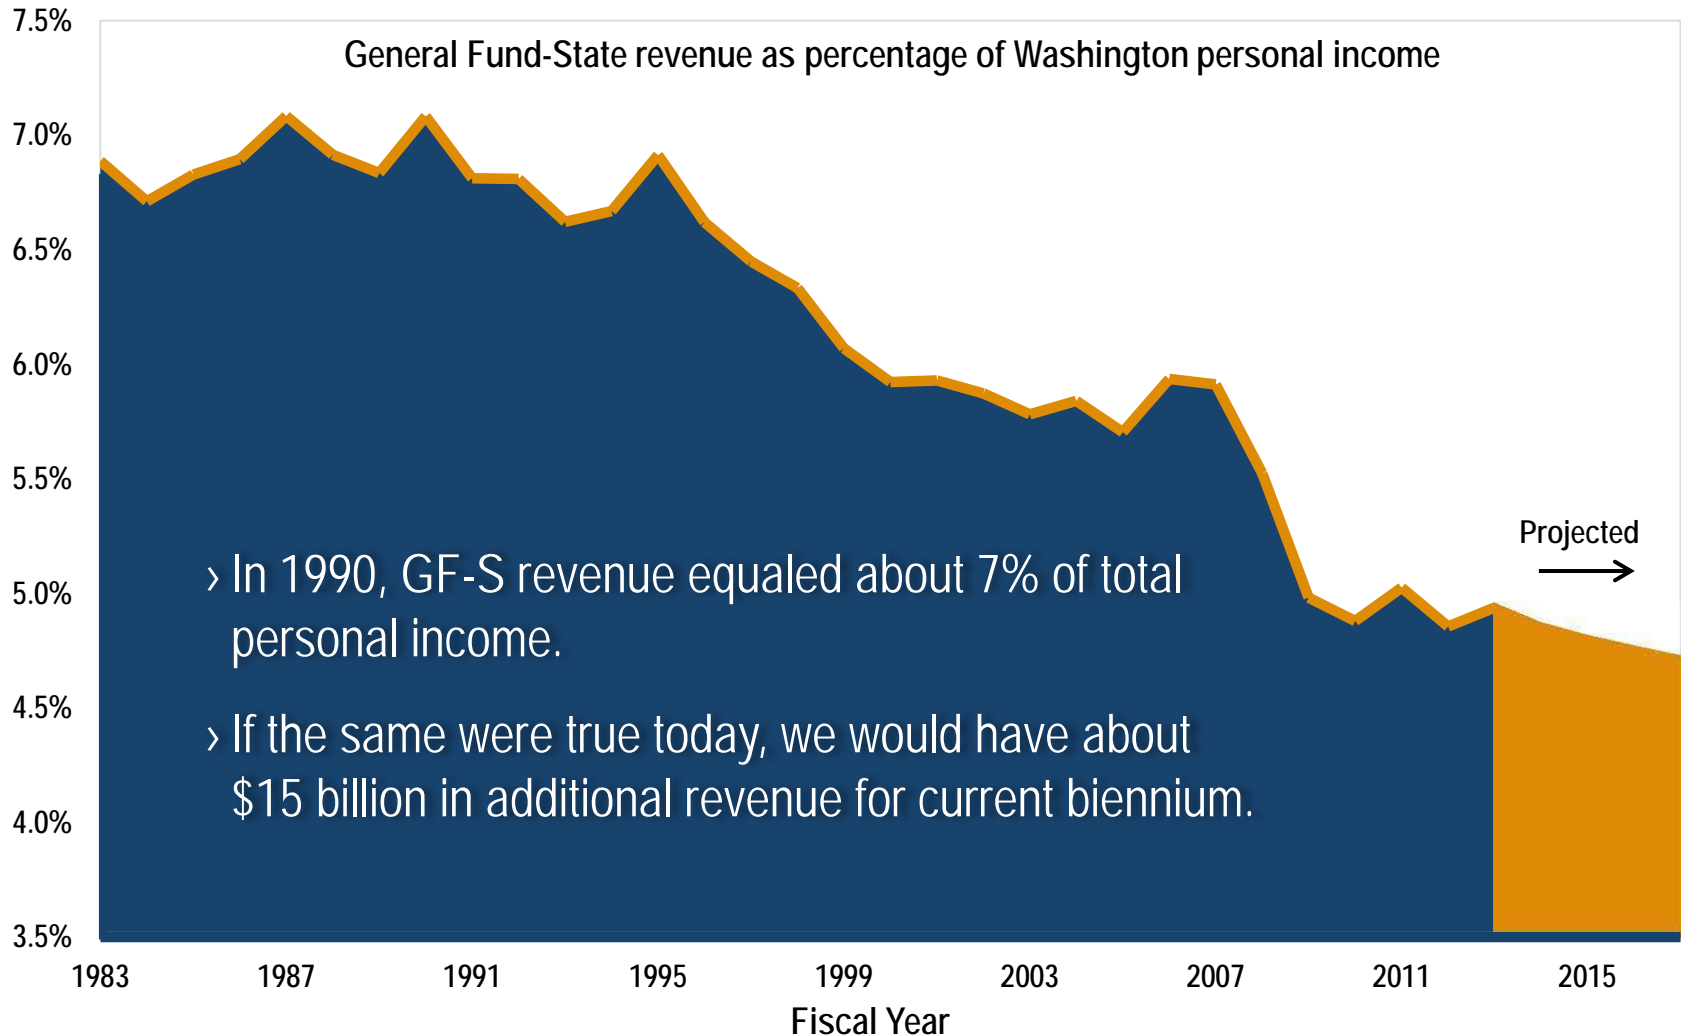 General Fund-State revenue as percentage of Washington personal income
7.5%
7.0%
6.5%
6.0%
5.5%
5.0%
4.5%
4.0%
3.5%
Projected
› In 1990, GF-S revenue equaled about 7% of total
personal income.
› If the same were true today, we would have about
$15 billion in additional revenue for current biennium.
1983 1987 1991 1995 1999 2003 2007 2011 2015
Fiscal Year